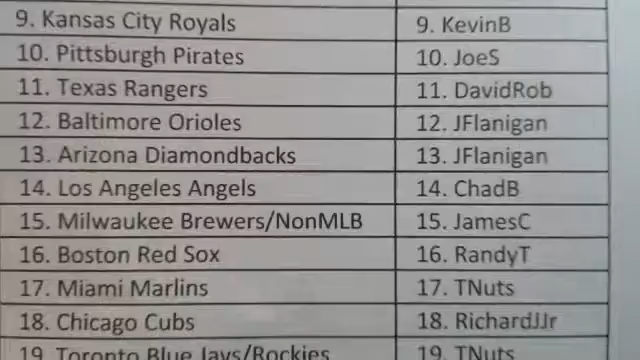 9. Kansas City Royals 9. KevinB
10. Pittsburgh Pirates 10. JoeS
11. Texas Rangers 11. DavidRob
12. Baltimore Orioles 12. JFlanigan
13. Arizona Diamondbacks 13. JFlanigan
14. Los Angeles Angels 14. ChadB
15. Milwaukee Brewers/NonMLB 15. JamesC
16. Boston Red Sox 16. RandyT
17. Miami Marlins 17. TNuts
18. Chicago Cubs 18. RichardJJr
19. Toronto Blue Jays/Rockies 19. TNuts